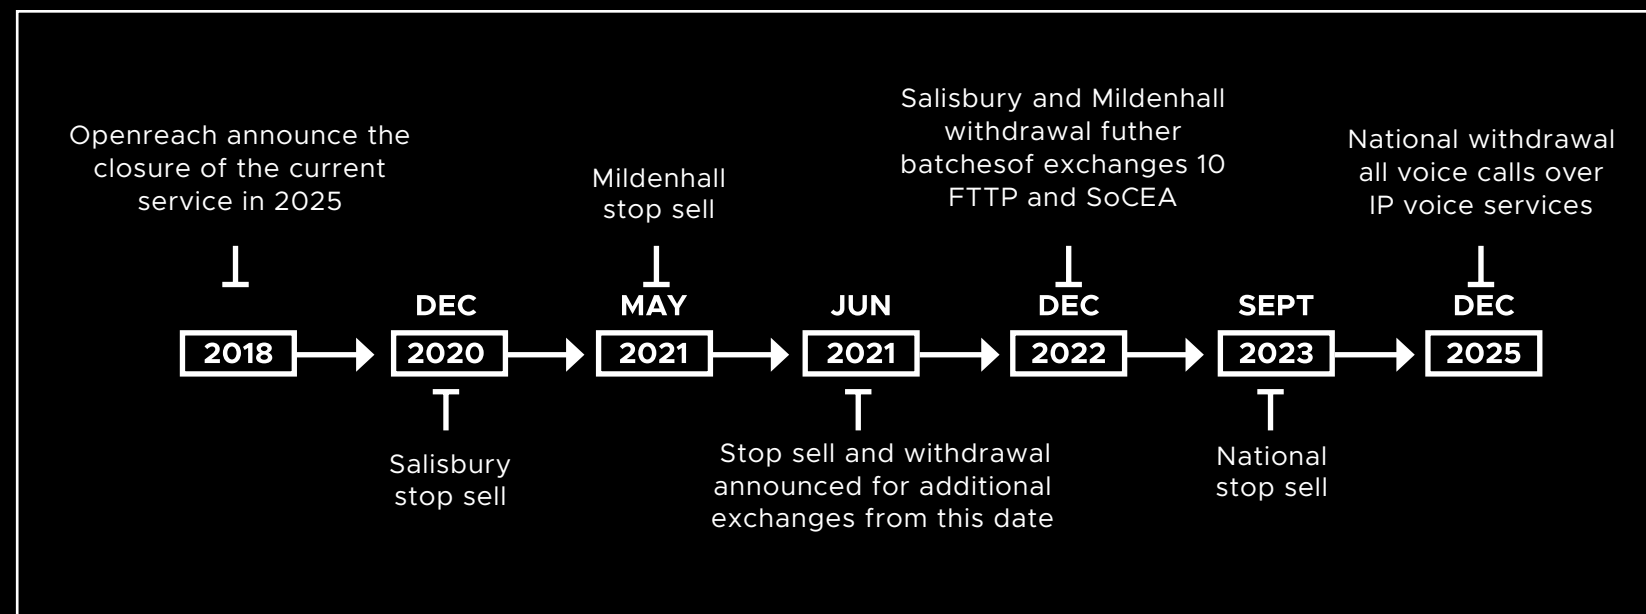 Openreach announce the
closure of the current
service in 2025
Mildenhall
stop sell
Salisbury and Mildenhall
withdrawal futher
batchesof exchanges 10
FTTP and SoCEA
National withdrawal
all voice calls over
IP voice services
DEC
MAY
JUN
DEC
SEPT
DEC
2018
2020
2021
2021
2022
2023
2025
Salisbury
stop sell
Stop sell and withdrawal
announced for additional
exchanges from this date
National
stop sell